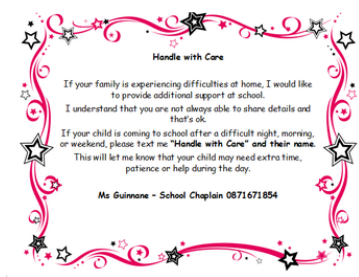 Handle with Care
If your family is experiencing difficulties at home, I would like
to provide additional support at school.
I understand that you are not always able to share details and
that's ok.
If your child is coming to school after a difficult night, morning,
or weekend, please text me "Handle with Care" and their name.
This will let me know that your child may need extra time,
patience or help during the day.
Ms Guinnane – School Chaplain 0871671854